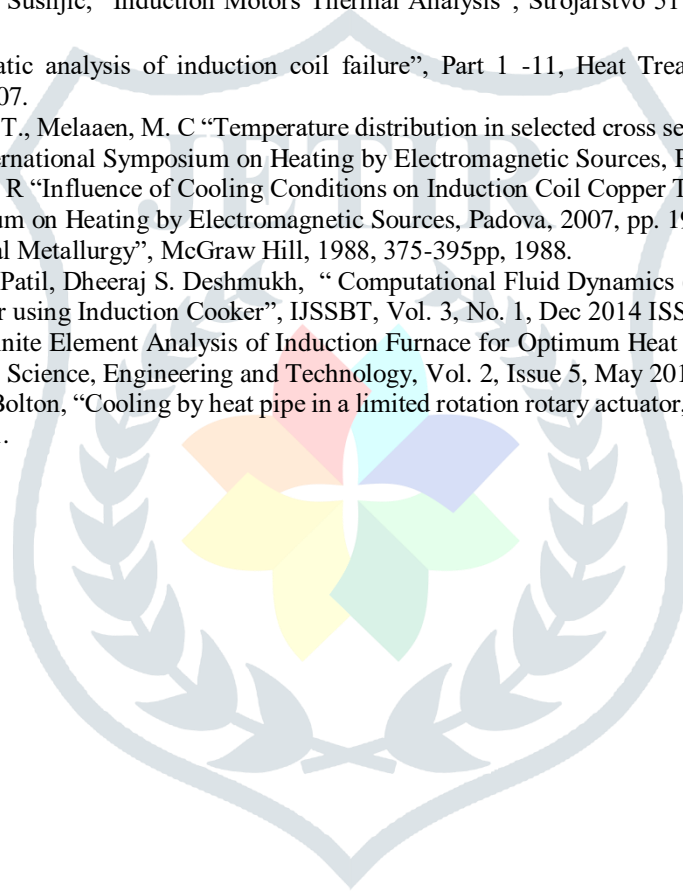 Sushjic, "Induction Motors Thermal Analysis", Strojarstvo 51
atic analysis of induction coil failure”, Part 1 -11, Heat Trea
07.
T., Melaaen, M. C “Temperature distribution in selected cross se
ernational Symposium on Heating by Electromagnetic Sources, P
R “Influence of Cooling Conditions on Induction Coil Copper T
um on Heating by Electromagnetic Sources, Padova, 2007, pp. 19
al Metallurgy”, McGraw Hill, 1988, 375-395pp, 1988.
Patil, Dheeraj S. Deshmukh, “ Computational Fluid Dynamics
r using Induction Cooker”, IJSSBT, Vol. 3, No. 1, Dec 2014 ISS
inite Element Analysis of Induction Furnace for Optimum Heat
Science, Engineering and Technology, Vol. 2, Issue 5, May 201
Bolton, “Cooling by heat pipe in a limited rotation rotary actuator,
.
JETIR